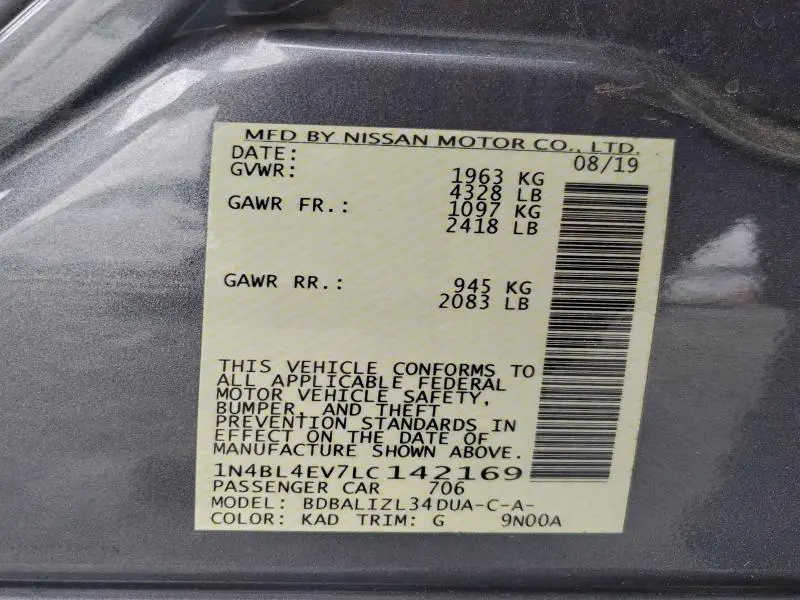 MFD BY NISSAN MOTOR CO., LTD.
DATE: 08/19
GVWR: 1963 KG
4328 LB
GAWR FR.: 1097 KG
2418 LB
GAWR RR.: 945 KG
2083 LB
THIS VEHICLE CONFORMS TO
ALL APPLICABLE FEDERAL
MOTOR VEHICLE SAFETY,
BUMPER, AND THEFT
PREVENTION STANDARDS IN
EFFECT ON THE DATE OF
MANUFACTURE SHOWN ABOVE.
1N4BL4EV7LC142169
PASSENGER CAR 706
MODEL: BDBALIZL34DUA-C-A-
COLOR: KAD TRIM: G 9N00A